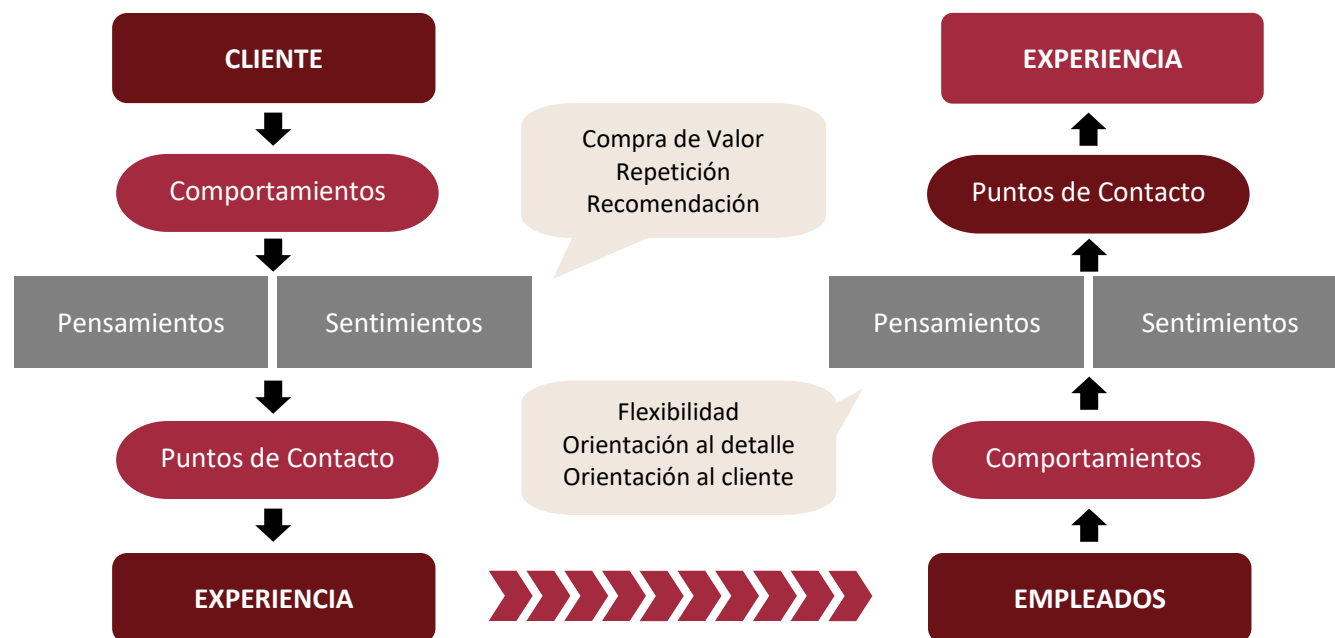 CLIENTE
Comportamientos
Pensamientos
Sentimientos
Puntos de Contacto
EXPERIENCIA
Compra de Valor
Repetición
Recomendación
Flexibilidad
Orientación al detalle
Orientación al cliente
EXPERIENCIA
Puntos de Contacto
Pensamientos
Sentimientos
Comportamientos
EMPLEADOS